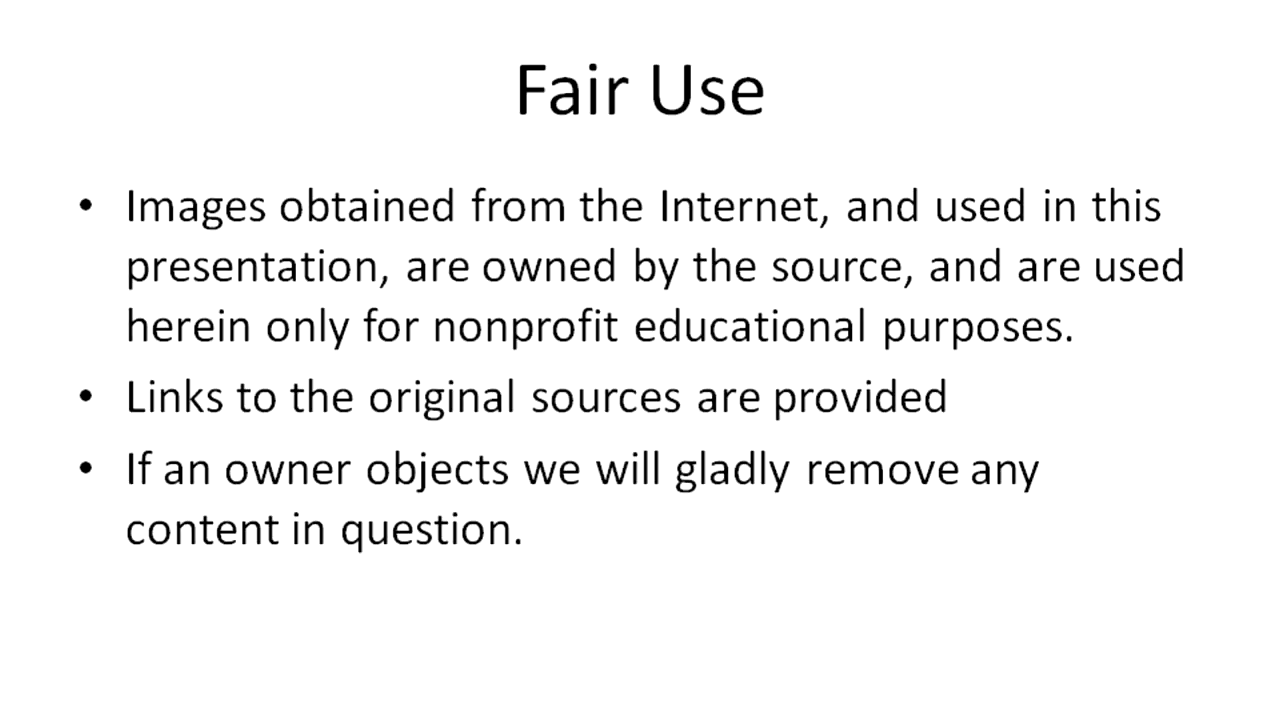 Fair Use
• Images obtained from the Internet, and used in this
presentation, are owned by the source, and are used
herein only for nonprofit educational purposes.
• Links to the original sources are provided
• If an owner objects we will gladly remove any
content in question.